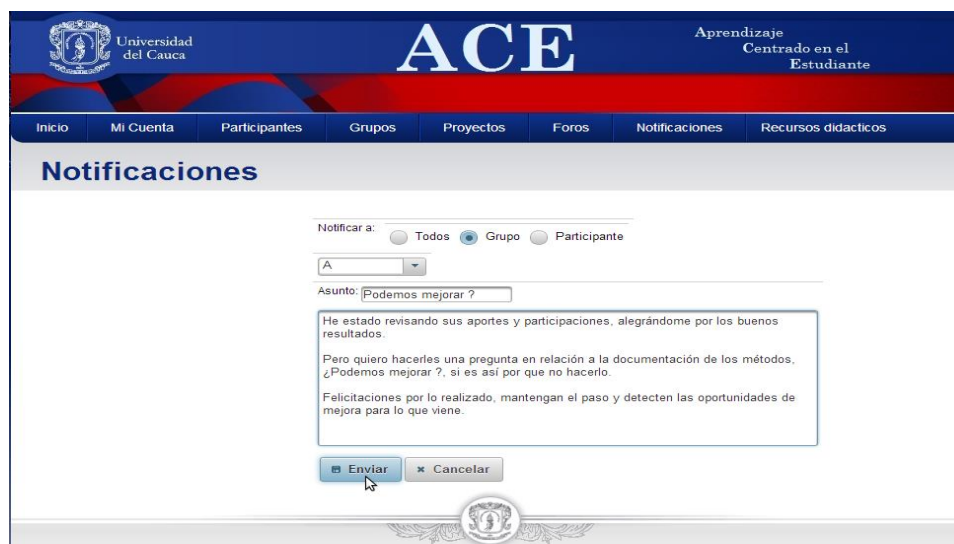 Universidad
del Cauca
ACE
Aprendizaje
Centrado en el
Estudiante
Inicio Mi Cuenta Participantes Grupos Proyectos Foros Notificaciones Recursos didacticos
Notificaciones
Notificar a: Todos Grupo Participante
A
Asunto: Podemos mejorar ?
He estado revisando sus aportes y participaciones, alegrándome por los buenos
resultados.
Pero quiero hacerles una pregunta en relación a la documentación de los métodos,
¿Podemos mejorar ?, si es así por que no hacerlo.
Felicitaciones por lo realizado, mantengan el paso y detecten las oportunidades de
mejora para lo que viene.
Enviar Cancelar